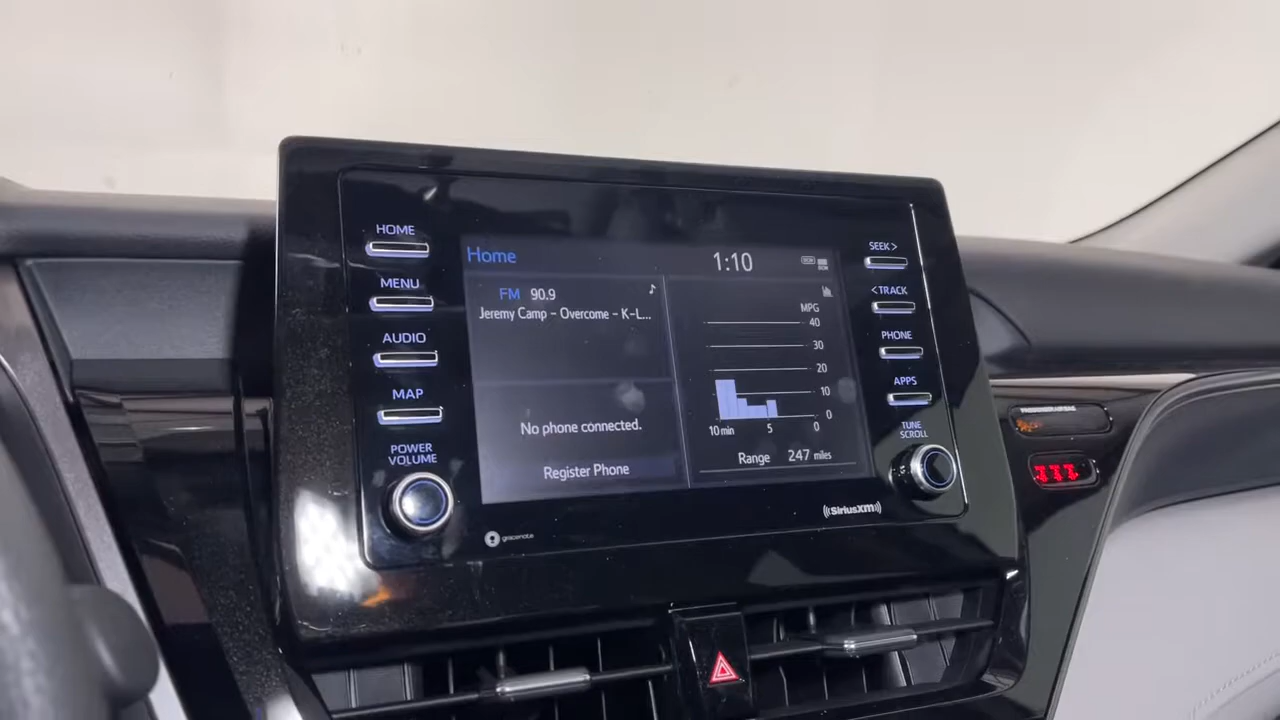 HOME
MENU
AUDIO
MAP
POWER
VOLUME
Home
1:10
FM 90.9
Jeremy Camp - Overcome - K-L...
No phone connected.
Register Phone
MPG
40
30
20
10
0
10 min 5 0
Range 247 miles
SEEK >
< TRACK
PHONE
APPS
TUNE
SCROLL
gracenote
((SiriusXM))
PASSENGER AIRBAG